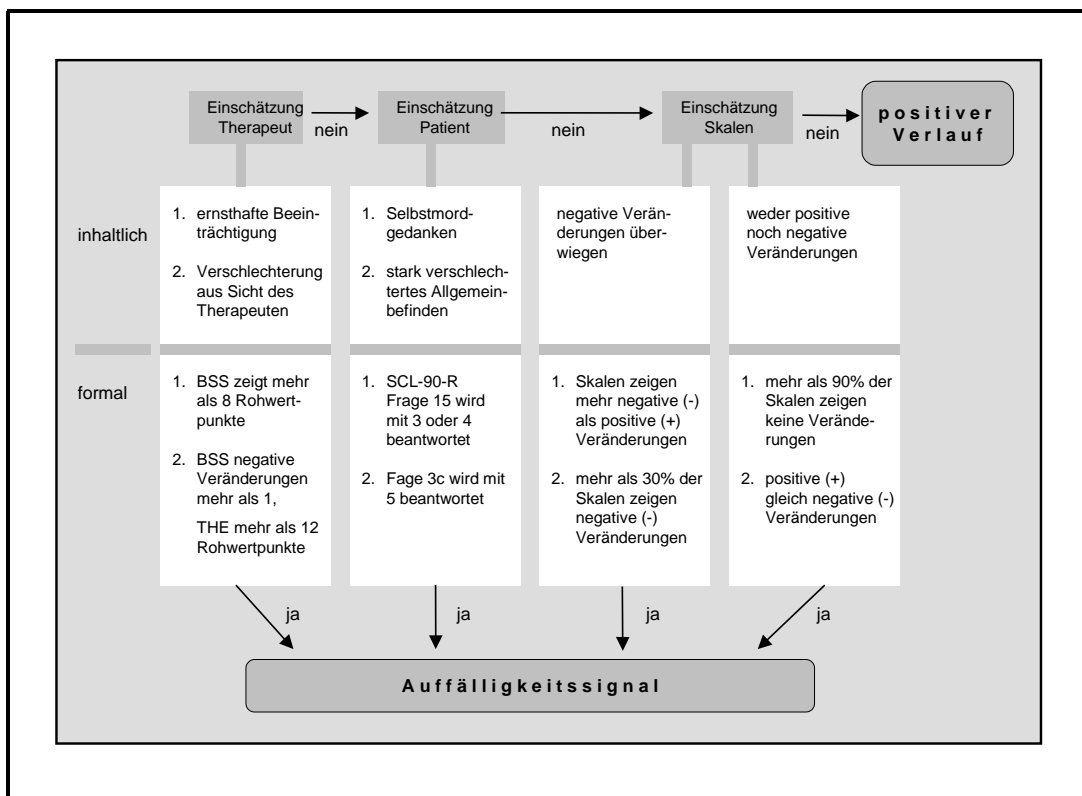 Einschätzung
Therapeut
nein
Einschätzung
Patient
nein
Einschätzung
Skalen
nein
positiver
Verlauf
inhaltlich
1. ernsthafte Beein-
trächtigung
2. Verschlechterung
aus Sicht des
Therapeuten
1. Selbstmord-
gedanken
2. stark verschlech-
tertes Allgemein-
befinden
negative Verän-
derungen über-
wiegen
weder positive
noch negative
Veränderungen
formal
1. BSS zeigt mehr
als 8 Rohwert-
punkte
2. BSS negative
Veränderungen
mehr als 1,
THE mehr als 12
Rohwertpunkte
1. SCL-90-R
Frage 15 wird
mit 3 oder 4
beantwortet
2. Fage 3c wird mit
5 beantwortet
1. Skalen zeigen
mehr negative (-)
als positive (+)
Veränderungen
2. mehr als 30% der
Skalen zeigen
negative (-)
Veränderungen
1. mehr als 90% der
Skalen zeigen
keine Verände-
rungen
2. positive (+)
gleich negative (-)
Veränderungen
ja
ja
ja
ja
Auffälligkeitssignal